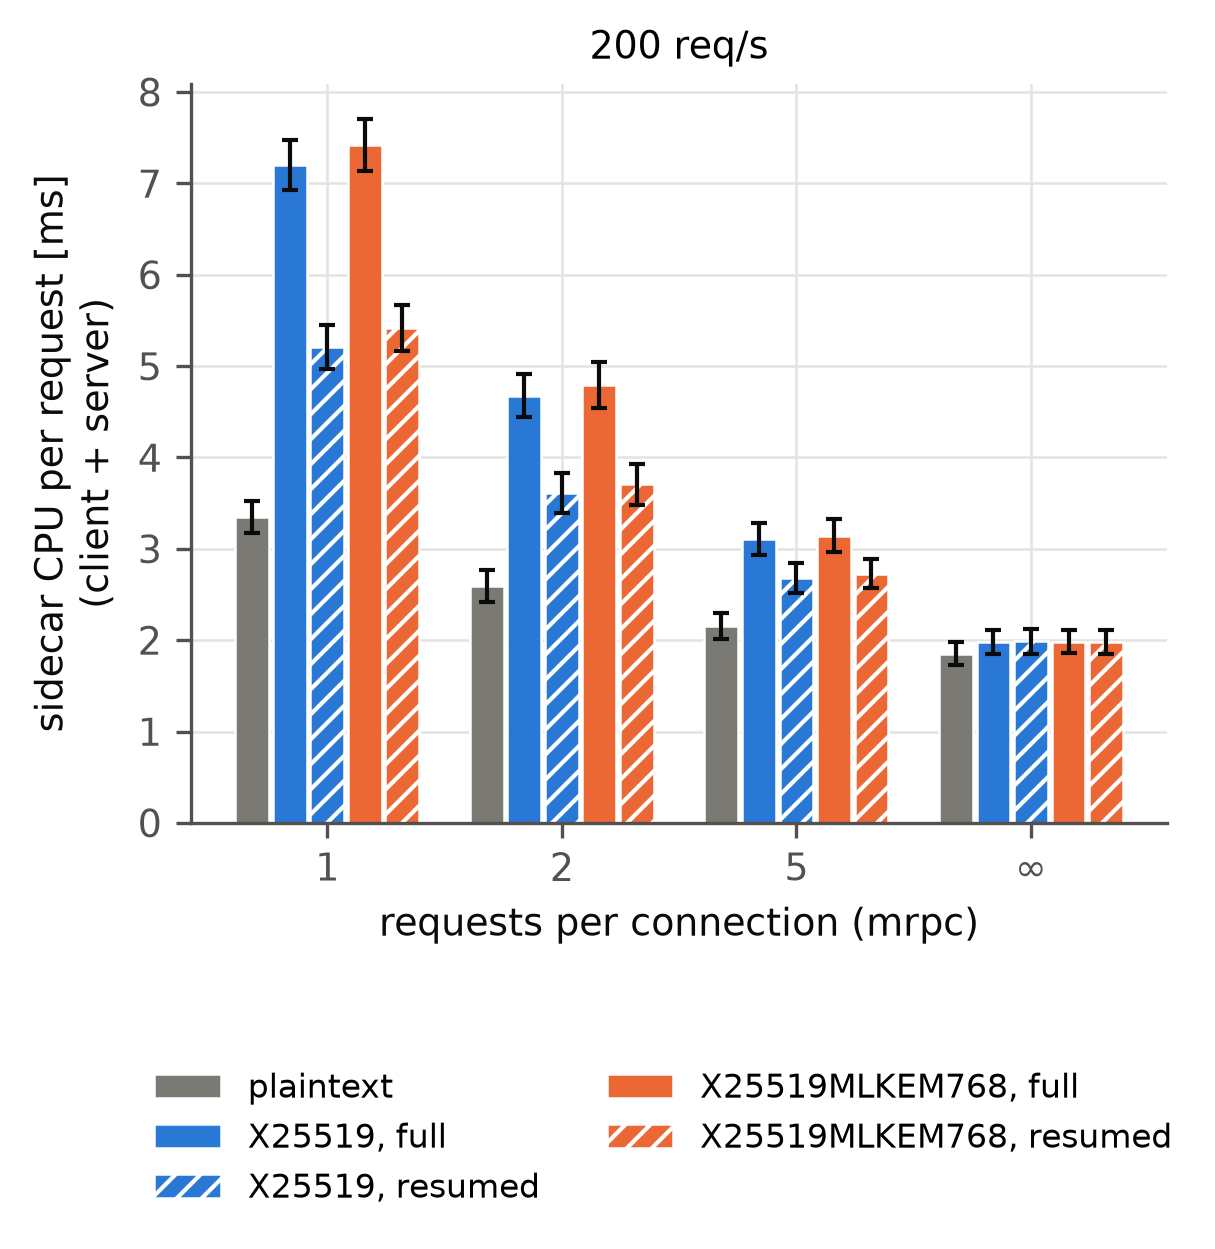 200 req/s
8
7
6
5
4
3
2
1
0
sidecar CPU per request [ms]
(client + server)
1 2 5 ∞
requests per connection (mrpc)
plaintext
X25519, full
X25519, resumed
X25519MLKEM768, full
X25519MLKEM768, resumed